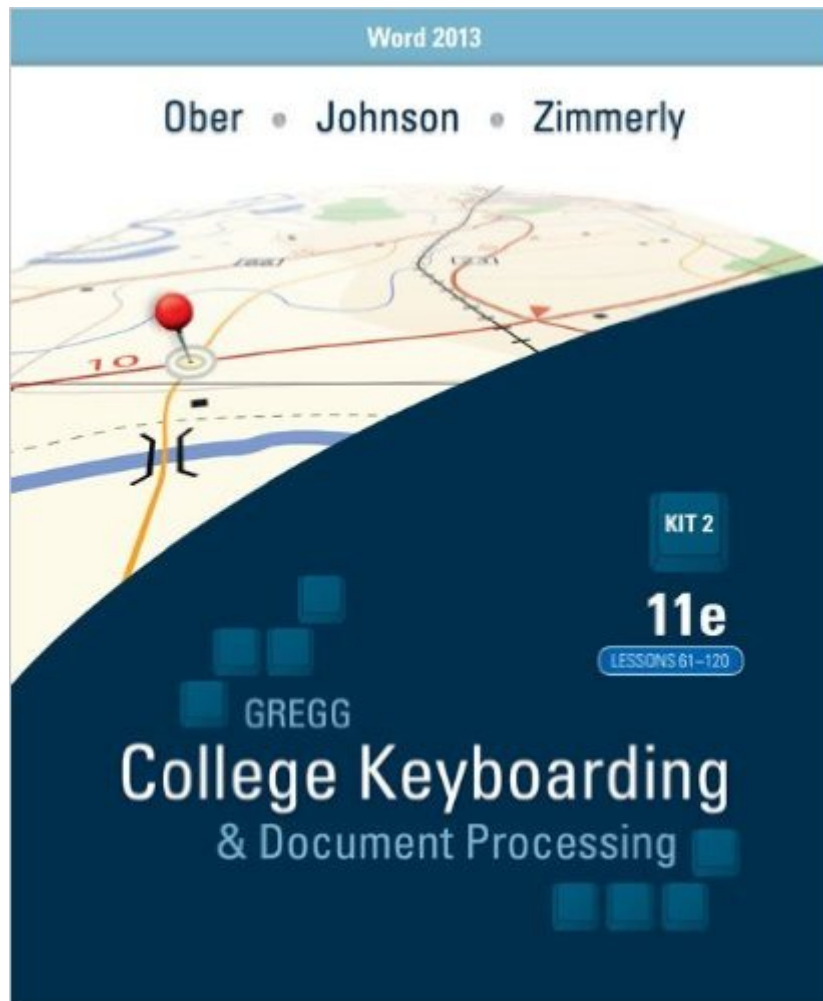 Word 2013
Ober • Johnson • Zimmerly
10
KIT 2
11e
LESSONS 61–120
GREGG
College Keyboarding
& Document Processing